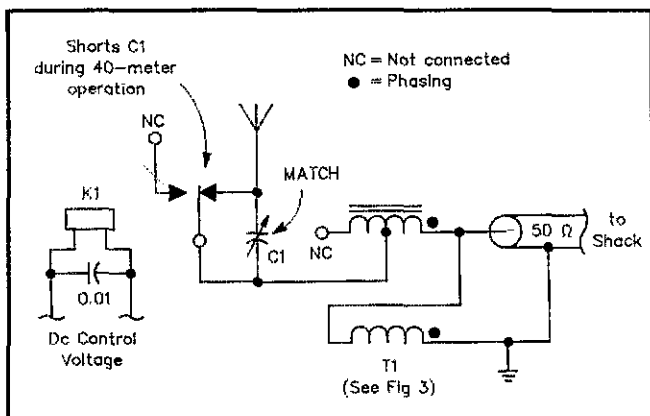 Shorts C1
during 40-meter
operation
NC = Not connected
● = Phasing
NC
MATCH
K1
C1
NC
50 Ω
to
Shack
0.01
Dc Control
Voltage
T1
(See Fig 3)